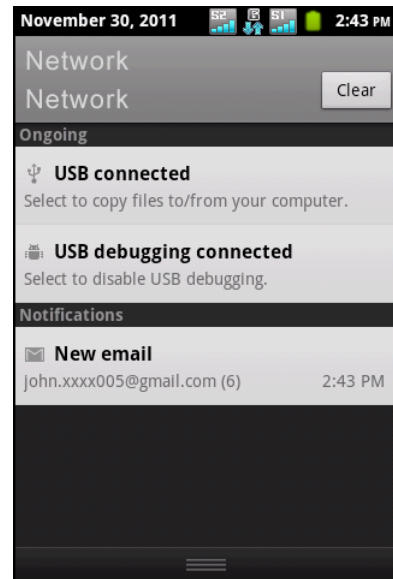 November 30, 2011 S2 E S1 2:43 PM
Network
Network
Clear
Ongoing
USB connected
Select to copy files to/from your computer.
USB debugging connected
Select to disable USB debugging.
Notifications
New email
john.xxxx005@gmail.com (6) 2:43 PM